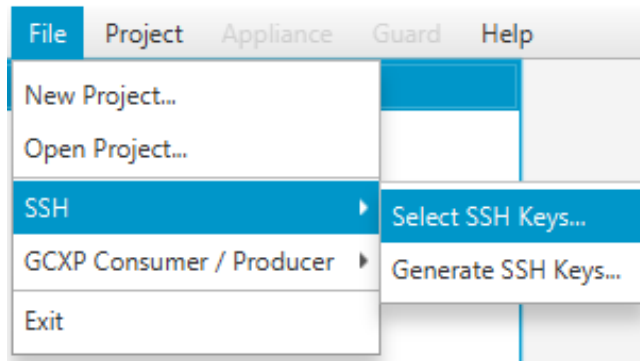 File Project Appliance Guard Help
New Project...
Open Project...
SSH
Select SSH Keys...
GCXP Consumer / Producer
Generate SSH Keys...
Exit